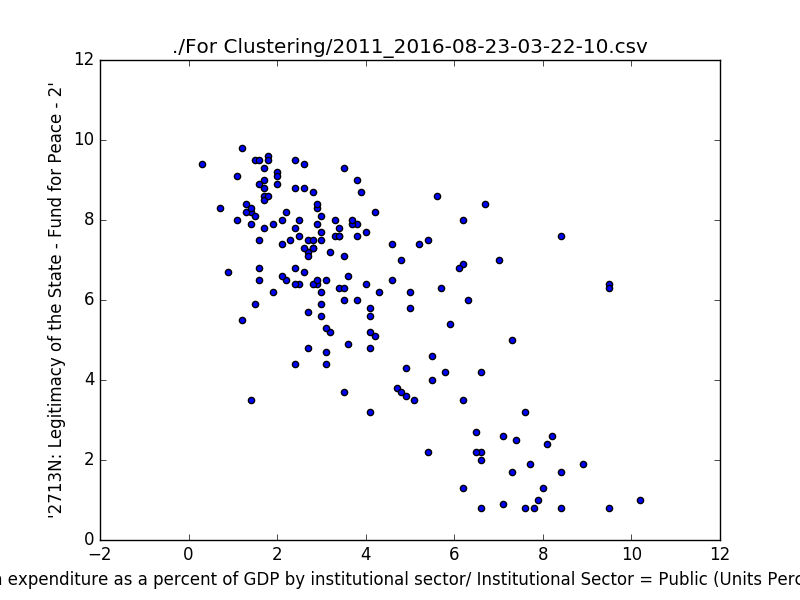 ./For Clustering/2011_2016-08-23-03-22-10.csv
'2713N: Legitimacy of the State - Fund for Peace - 2'
12
10
8
6
4
2
0
−2 0 2 4 6 8 10 12
expenditure as a percent of GDP by institutional sector/ Institutional Sector = Public (Units